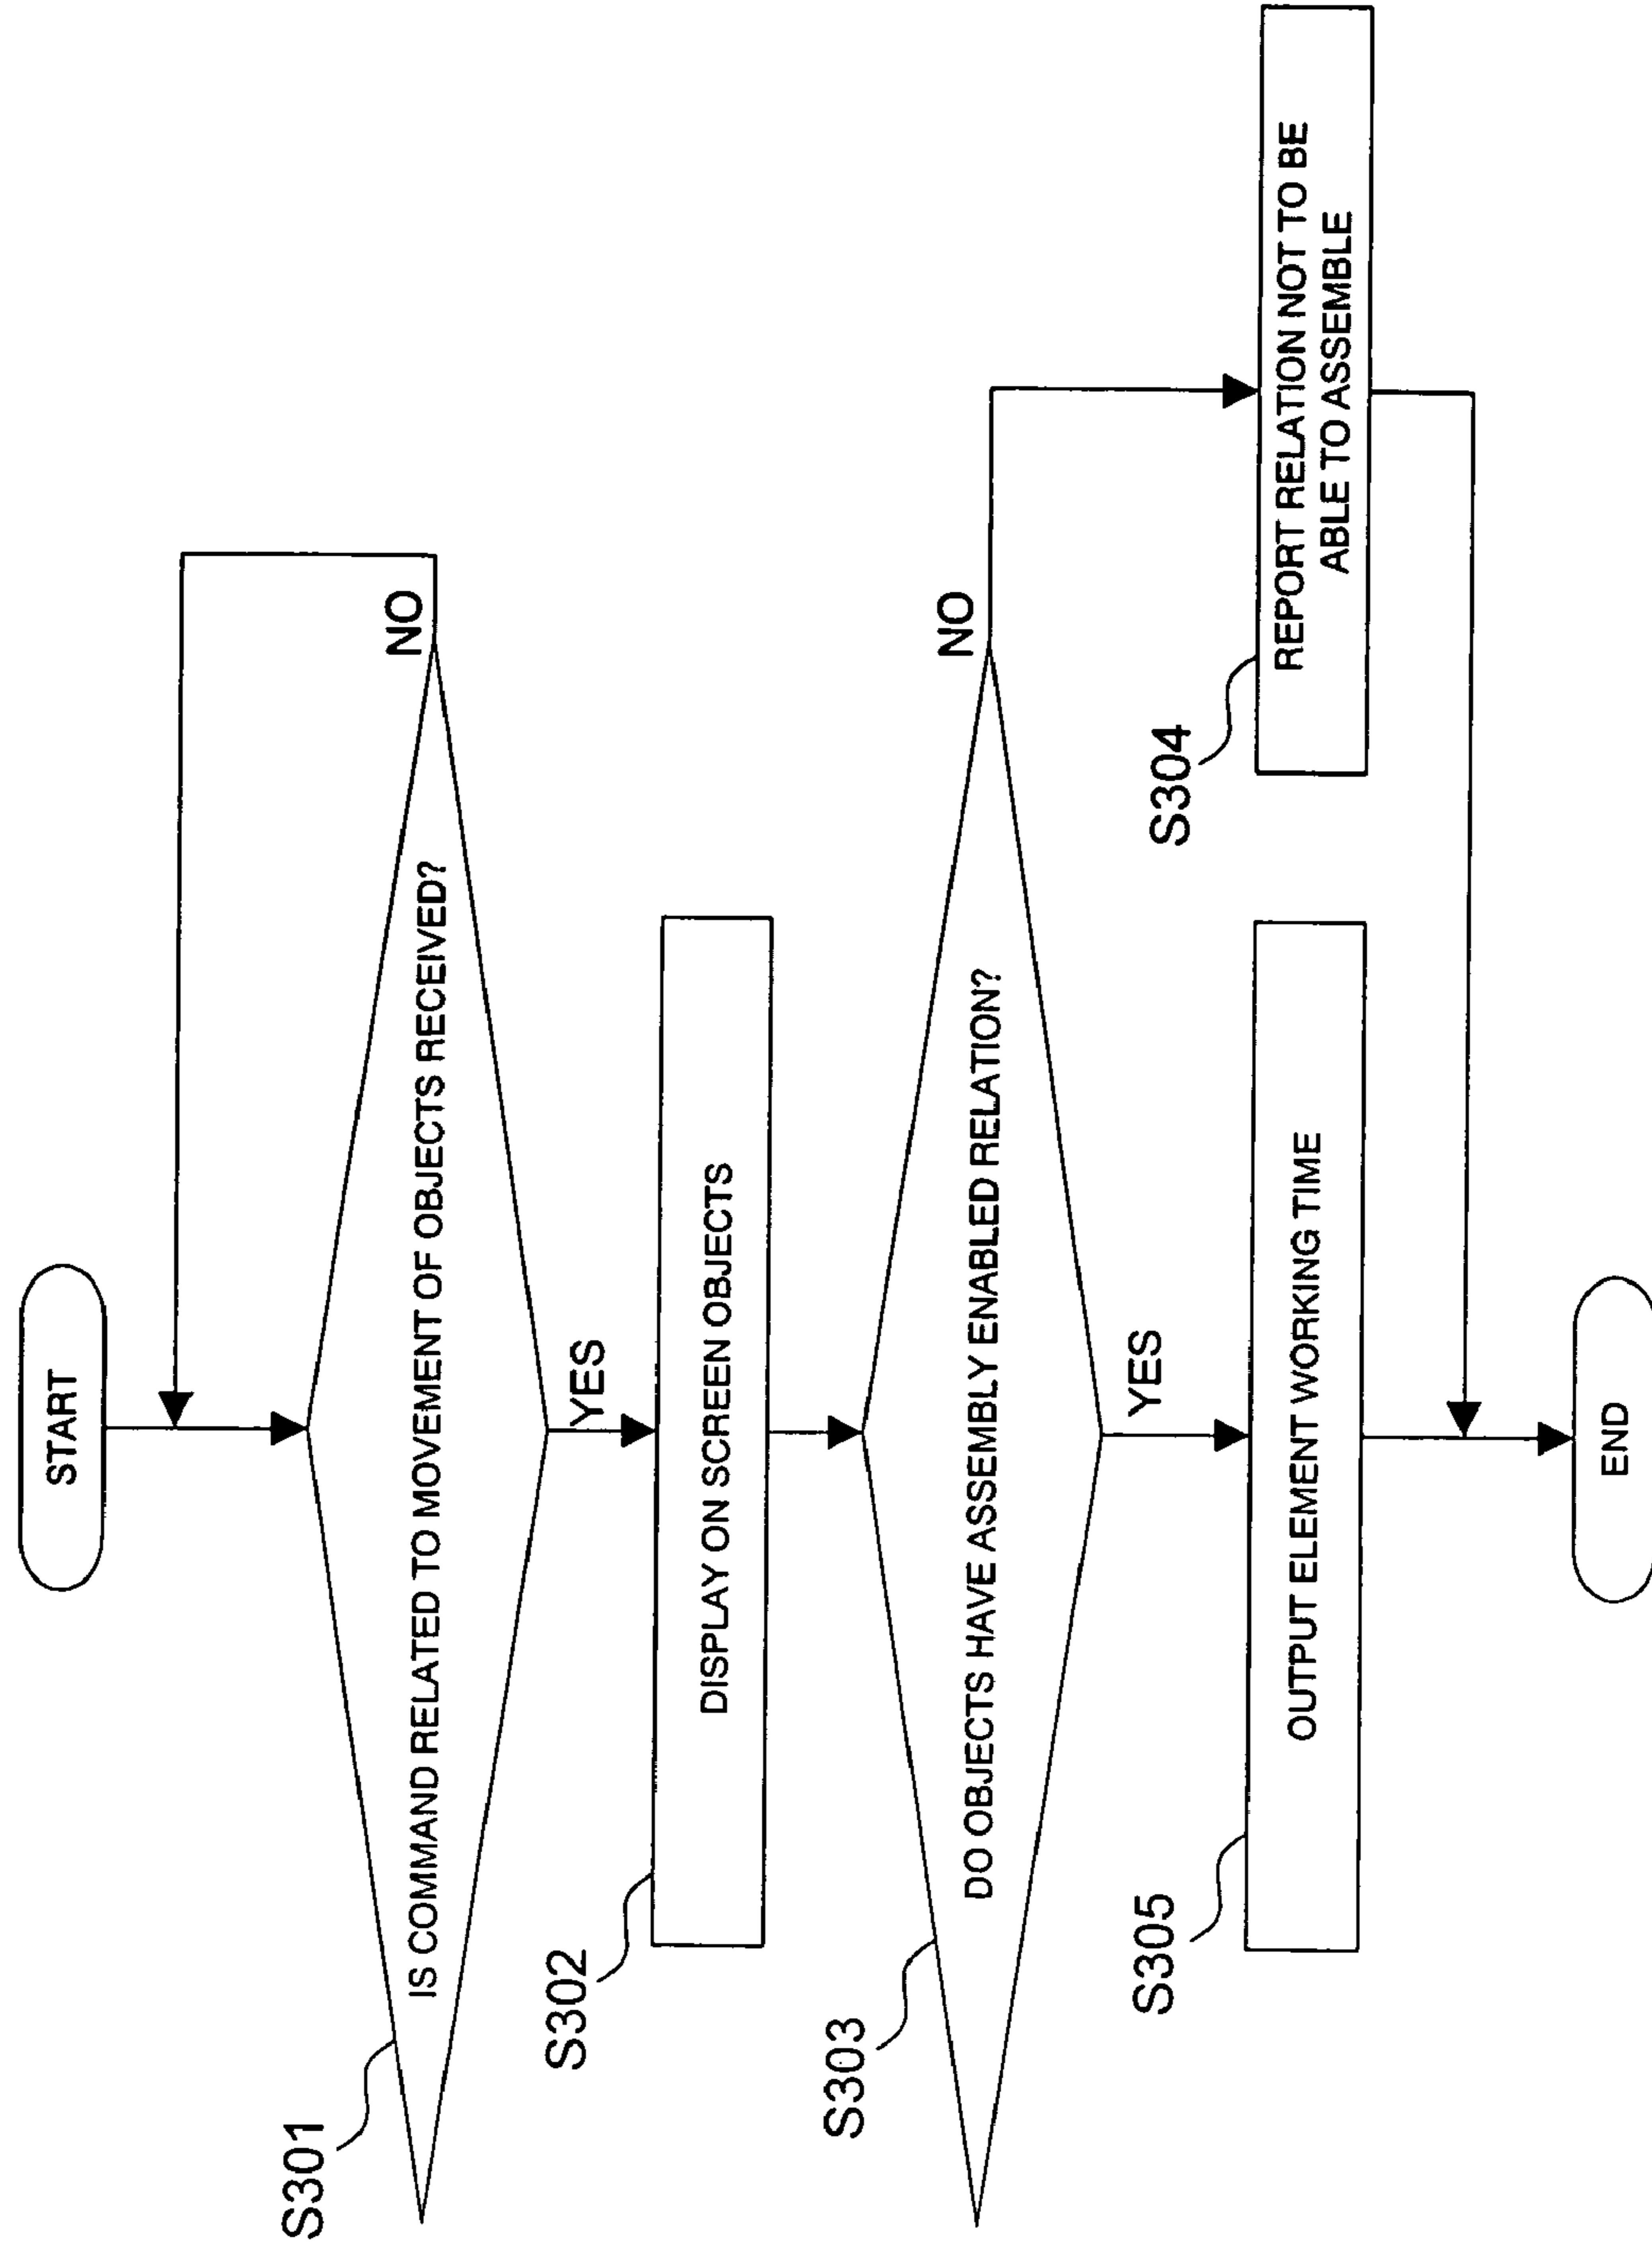 START
S301
IS COMMAND RELATED TO MOVEMENT OF OBJECTS RECEIVED?
NO
YES
S302
DISPLAY ON SCREEN OBJECTS
S303
DO OBJECTS HAVE ASSEMBLY ENABLED RELATION?
NO
YES
S304
REPORT RELATION NOT TO BE
ABLE TO ASSEMBLE
S305
OUTPUT ELEMENT WORKING TIME
END